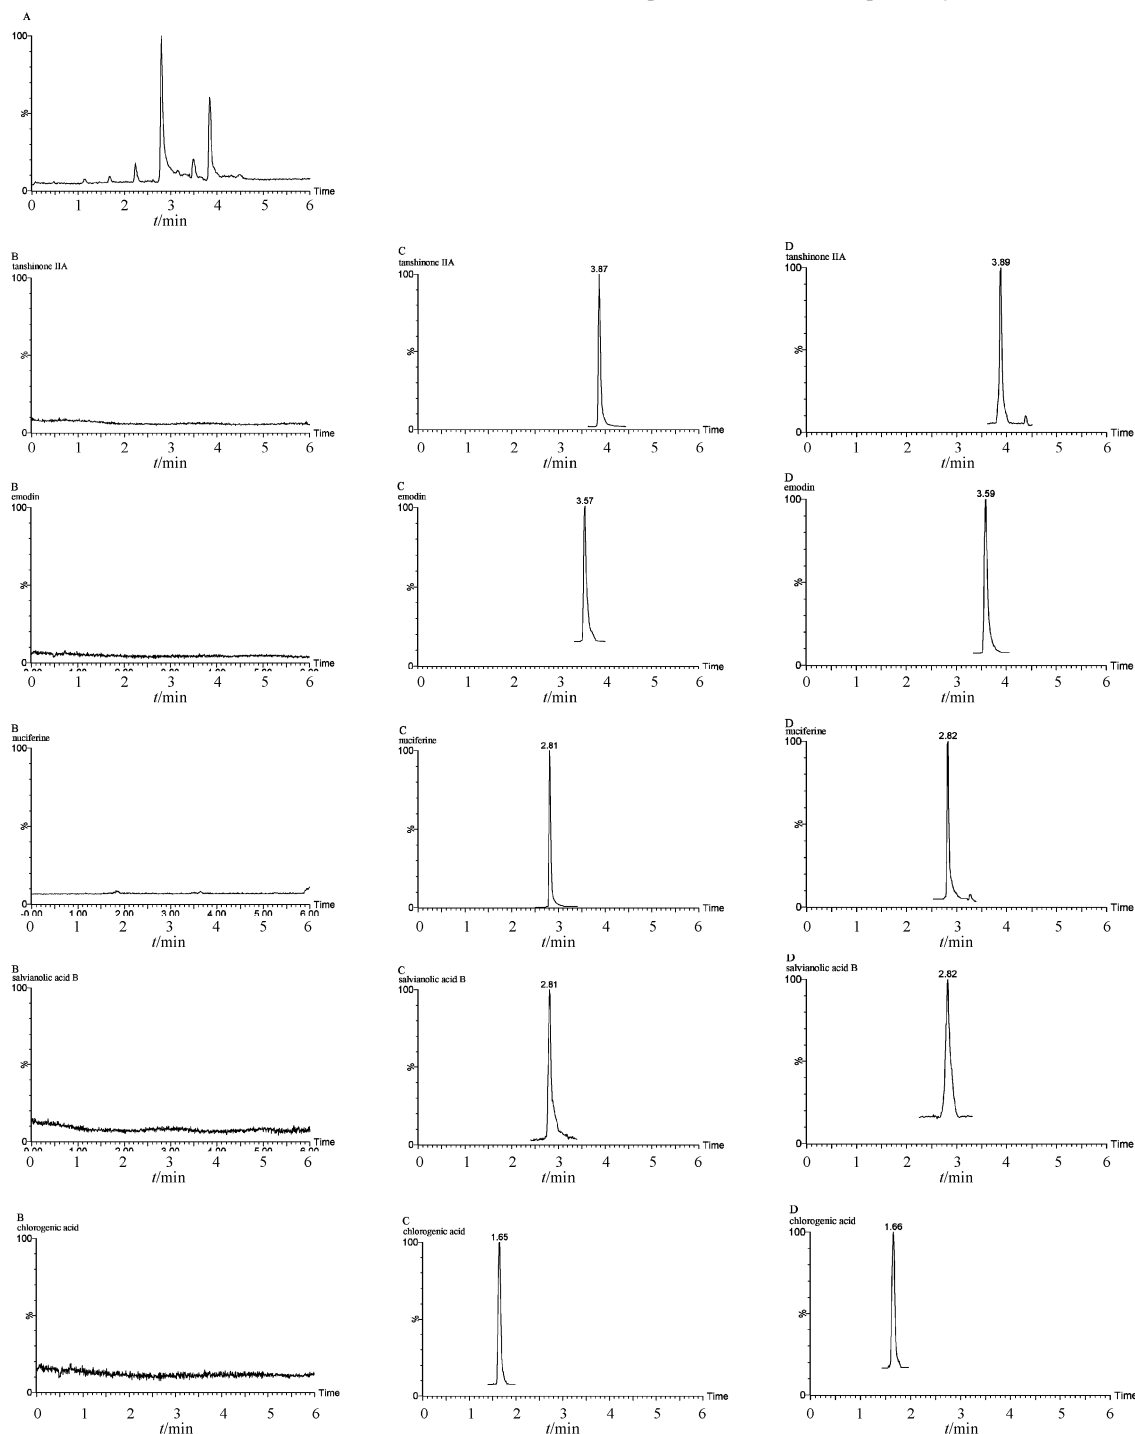 A
100
%
0
Time
0 1 2 3 4 5 6
t/min
B
tanshinone IIA
100
%
0
Time
0 1 2 3 4 5 6
t/min
C
tanshinone IIA
3.87
100
%
0
Time
0 1 2 3 4 5 6
t/min
D
tanshinone IIA
3.89
100
%
0
Time
0 1 2 3 4 5 6
t/min
B
emodin
100
%
0
Time
0 1 2 3 4 5 6
t/min
C
emodin
3.57
100
%
0
Time
0 1 2 3 4 5 6
t/min
D
emodin
3.59
100
%
0
Time
0 1 2 3 4 5 6
t/min
B
nuciferine
100
%
0
Time
-0.00 1.00 2.00 3.00 4.00 5.00 6.00
0 1 2 3 4 5 6
t/min
C
nuciferine
2.81
100
%
0
Time
0 1 2 3 4 5 6
t/min
D
nuciferine
2.82
100
%
0
Time
0 1 2 3 4 5 6
t/min
B
salvianolic acid B
100
%
0
Time
0 1 2 3 4 5 6
t/min
C
salvianolic acid B
2.81
100
%
0
Time
0 1 2 3 4 5 6
t/min
D
salvianolic acid B
2.82
100
%
0
Time
0 1 2 3 4 5 6
t/min
B
chlorogenic acid
100
%
0
Time
0 1 2 3 4 5 6
t/min
C
chlorogenic acid
1.65
100
%
0
Time
0 1 2 3 4 5 6
t/min
D
chlorogenic acid
1.66
100
%
0
Time
0 1 2 3 4 5 6
t/min